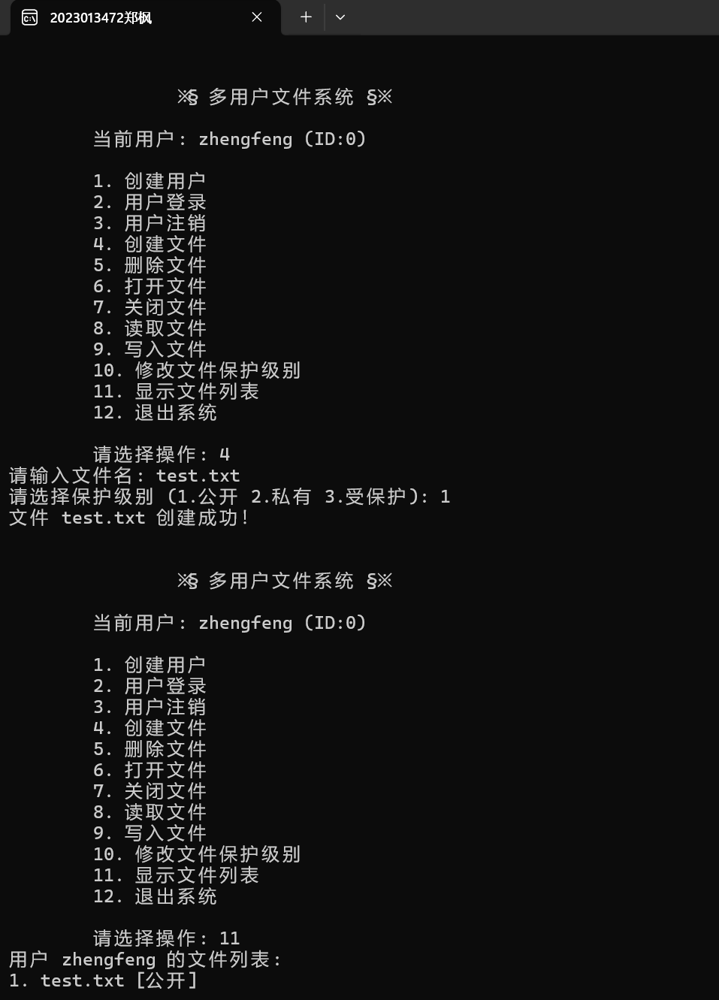 2023013472郑枫
※§ 多用户文件系统 §※
当前用户: zhengfeng (ID:0)
1. 创建用户
2. 用户登录
3. 用户注销
4. 创建文件
5. 删除文件
6. 打开文件
7. 关闭文件
8. 读取文件
9. 写入文件
10. 修改文件保护级别
11. 显示文件列表
12. 退出系统
请选择操作: 4
请输入文件名: test.txt
请选择保护级别 (1.公开 2.私有 3.受保护): 1
文件 test.txt 创建成功!
※§ 多用户文件系统 §※
当前用户: zhengfeng (ID:0)
1. 创建用户
2. 用户登录
3. 用户注销
4. 创建文件
5. 删除文件
6. 打开文件
7. 关闭文件
8. 读取文件
9. 写入文件
10. 修改文件保护级别
11. 显示文件列表
12. 退出系统
请选择操作: 11
用户 zhengfeng 的文件列表:
1. test.txt [公开]